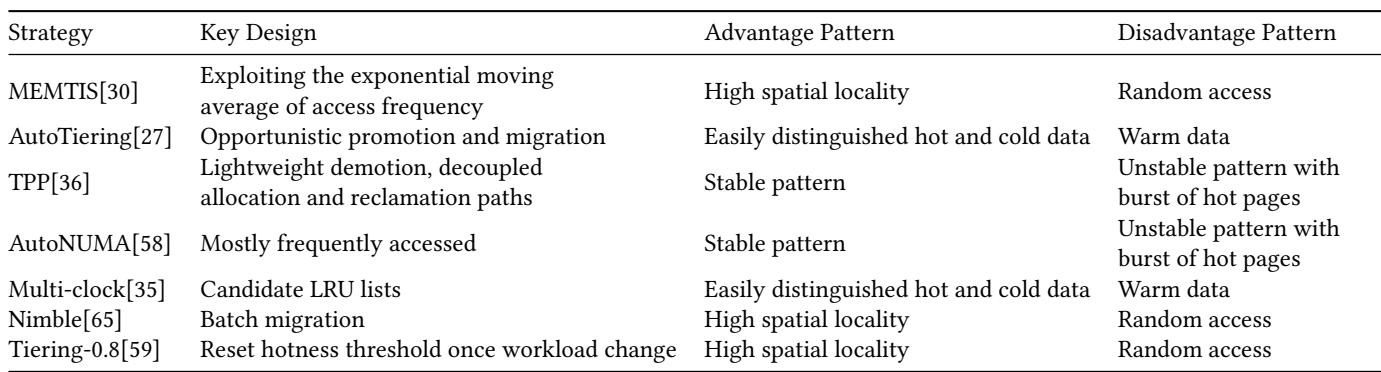 Strategy Key Design Advantage Pattern Disadvantage Pattern
MEMTIS[30] Exploiting the exponential moving average of access frequency High spatial locality Random access
AutoTiering[27] Opportunistic promotion and migration Easily distinguished hot and cold data Warm data
TPP[36] Lightweight demotion, decoupled allocation and reclamation paths Stable pattern Unstable pattern with burst of hot pages
AutoNUMA[58] Mostly frequently accessed Stable pattern Unstable pattern with burst of hot pages
Multi-clock[35] Candidate LRU lists Easily distinguished hot and cold data Warm data
Nimble[65] Batch migration High spatial locality Random access
Tiering-0.8[59] Reset hotness threshold once workload change High spatial locality Random access